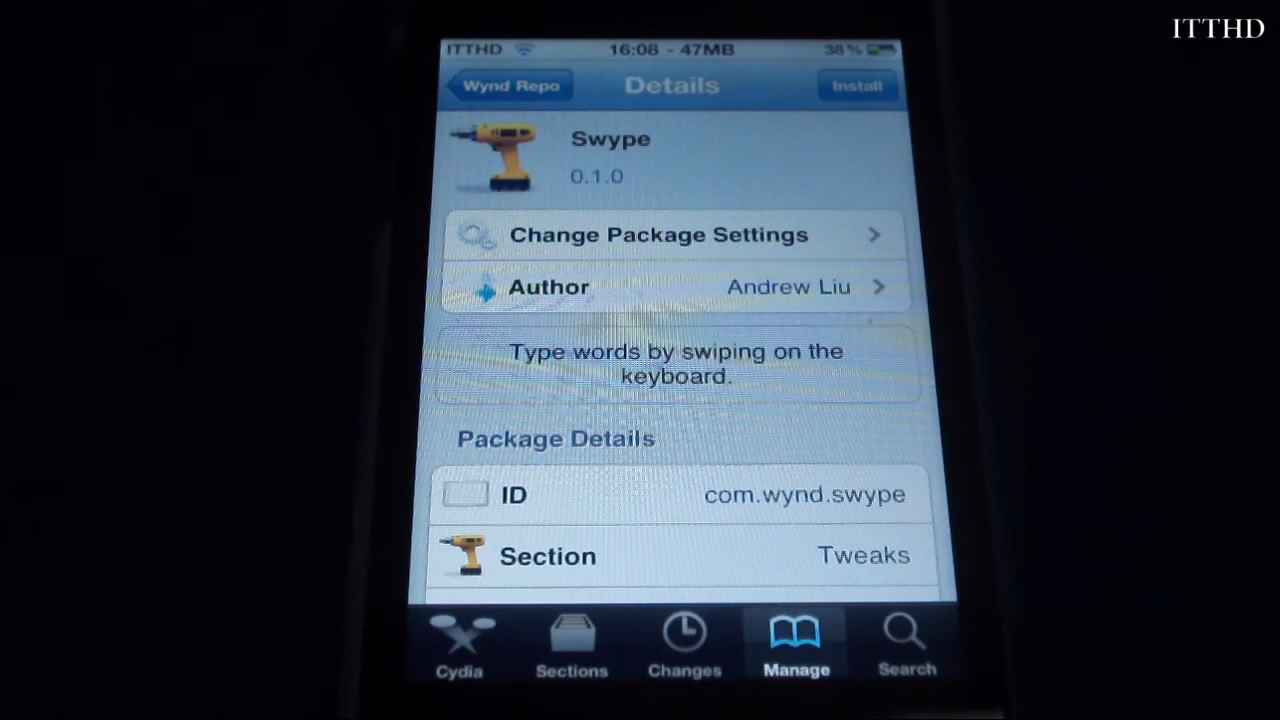 ITTHD
ITTHD 16:08 - 47MB 38%
Wynd Repo Details Install
Swype
0.1.0
Change Package Settings
Author Andrew Liu
Type words by swiping on the
keyboard.
Package Details
ID com.wynd.swype
Section Tweaks
Cydia Sections Changes Manage Search